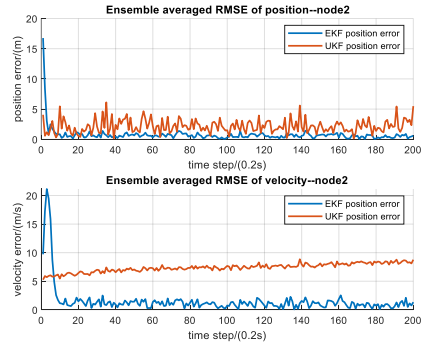 Ensemble averaged RMSE of position--node2
position error/(m)
20
15
10
5
0
EKF position error
UKF position error
0 20 40 60 80 100 120 140 160 180 200
time step/(0.2s)
Ensemble averaged RMSE of velocity--node2
velocity error/(m/s)
20
15
10
5
0
EKF position error
UKF position error
0 20 40 60 80 100 120 140 160 180 200
time step/(0.2s)